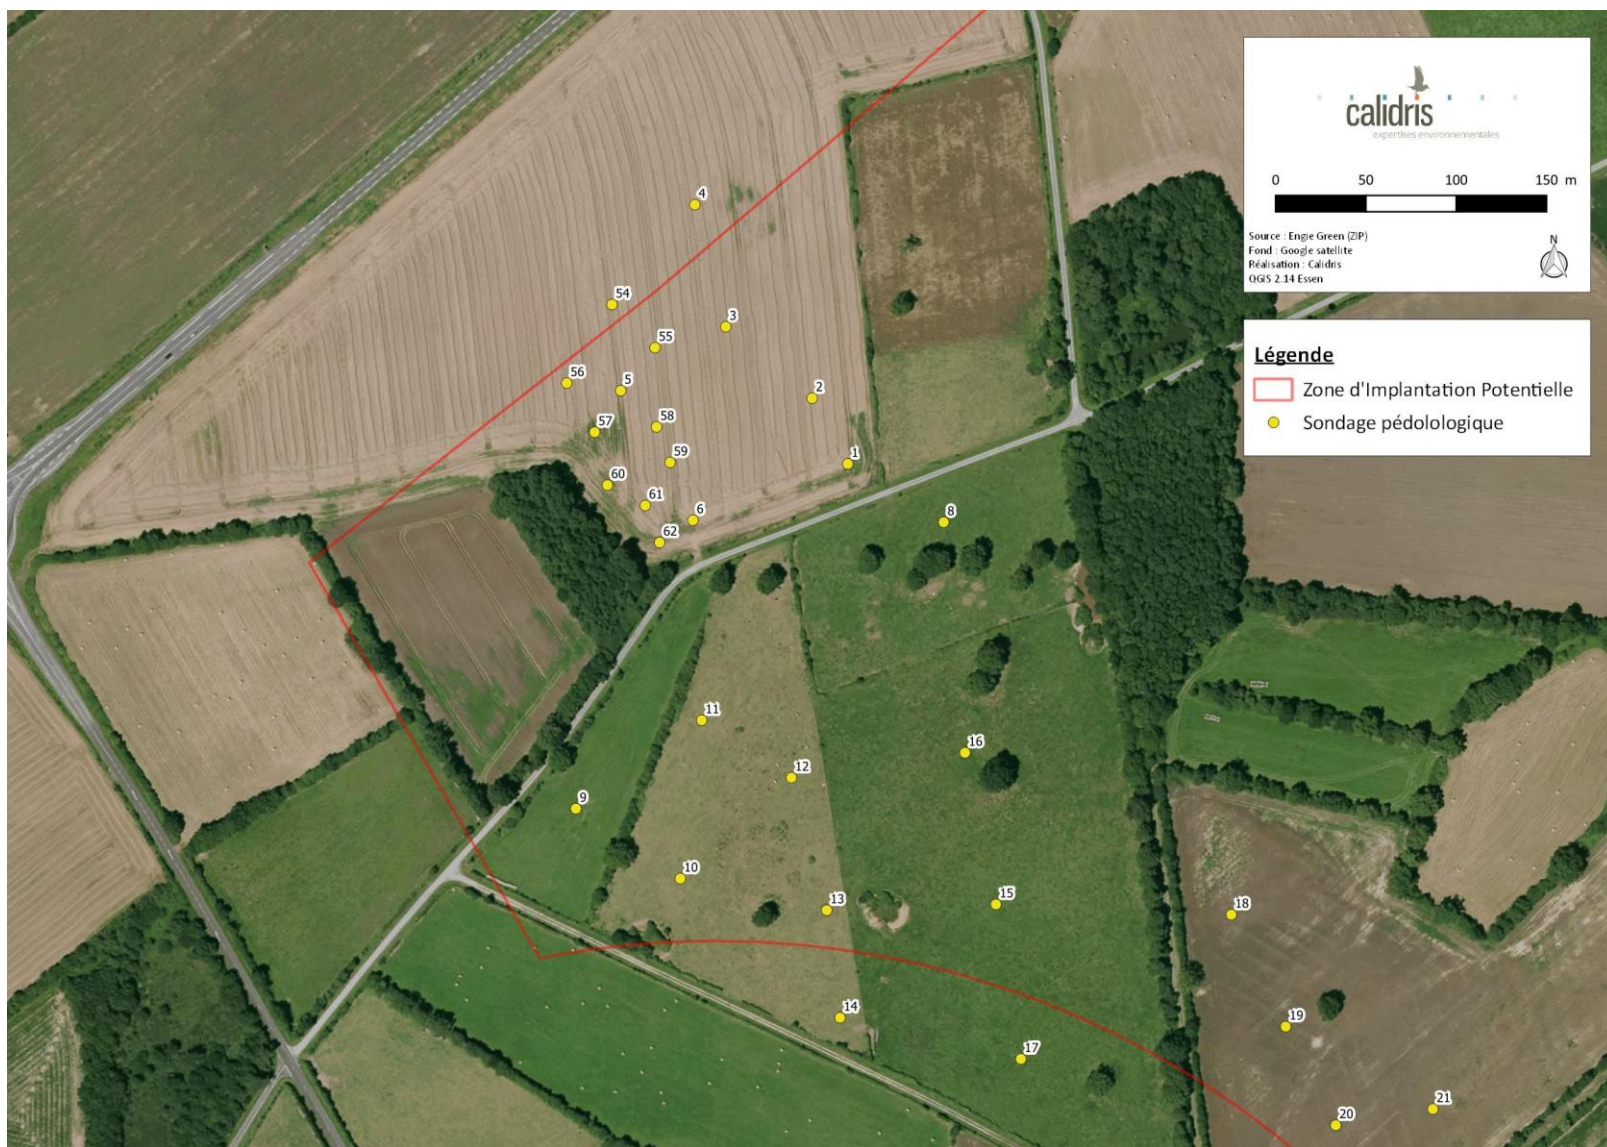 calidris
expertises environnementales
0 50 100 150 m
Source : Engie Green (ZIP)
Fond : Google satellite
Réalisation : Calidris
QGIS 2.14 Essen
N
Légende
Zone d'Implantation Potentielle
Sondage pédolologique
4
54
3
55
56
5
2
58
57
59
1
60
61
6
8
62
11
16
12
9
10
15
13
18
14
19
17
21
20